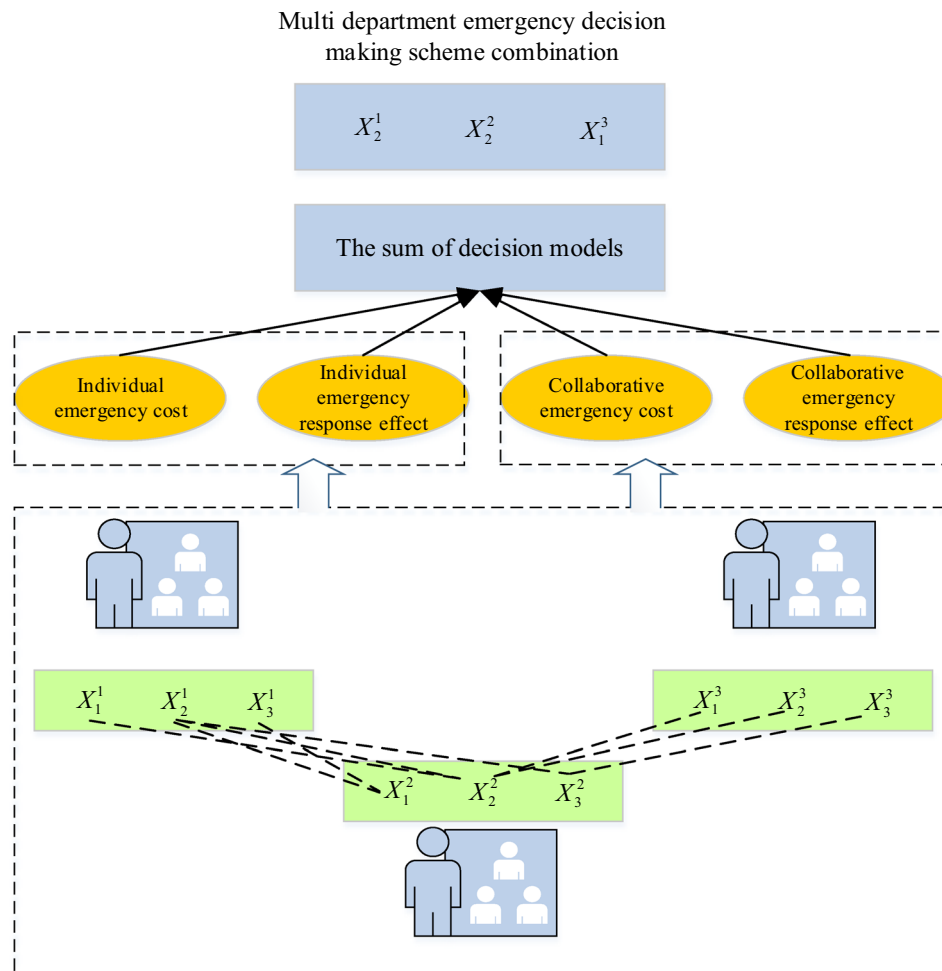 Multi department emergency decision
making scheme combination
X_2^1 X_2^2 X_1^3
The sum of decision models
Individual
emergency cost
Individual
emergency
response effect
Collaborative
emergency cost
Collaborative
emergency
response effect
X_1^1 X_2^1 X_3^1
X_1^3 X_2^3 X_3^3
X_1^2 X_2^2 X_3^2